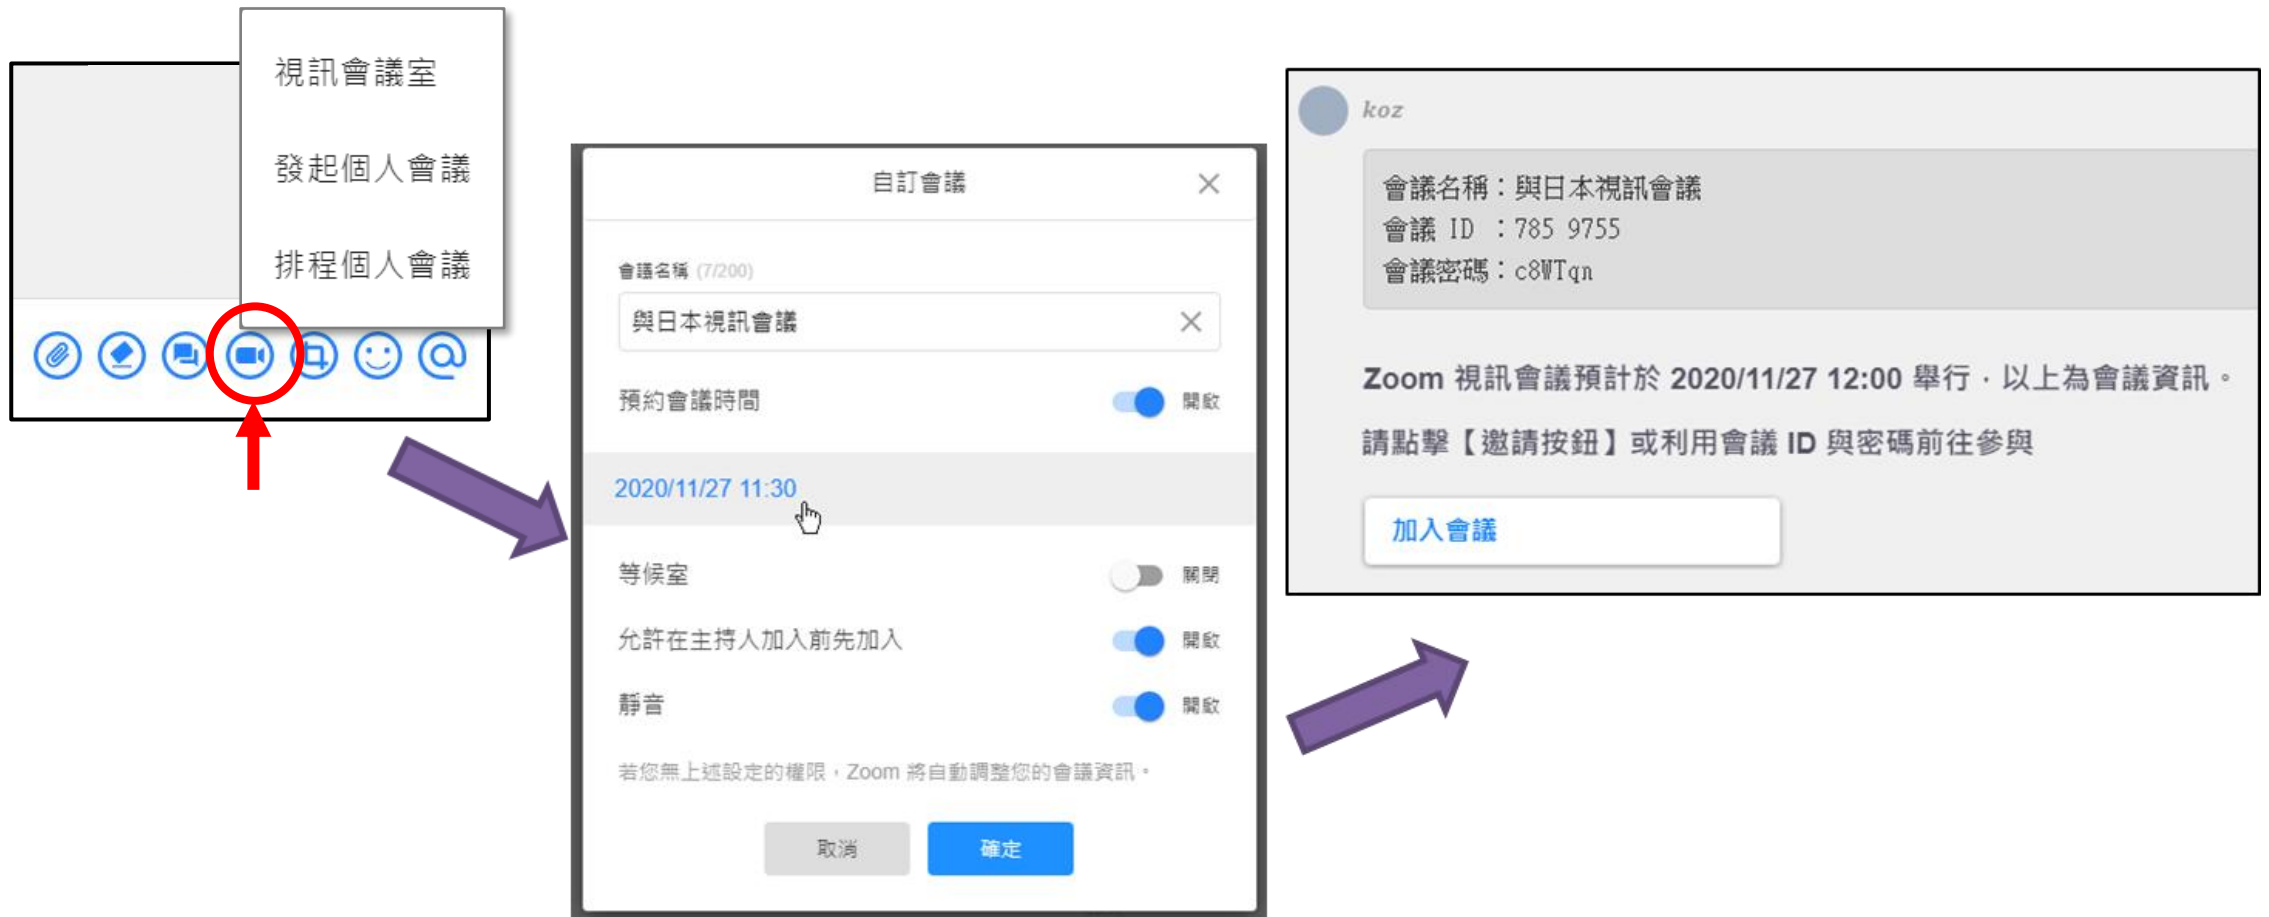 視訊會議室
發起個人會議
排程個人會議
自訂會議
會議名稱 (7/200)
與日本視訊會議
預約會議時間 開啟
2020/11/27 11:30
等候室 關閉
允許在主持人加入前先加入 開啟
靜音 開啟
若您無上述設定的權限，Zoom 將自動調整您的會議資訊。
取消 確定
koz
會議名稱：與日本視訊會議
會議 ID ：785 9755
會議密碼：c8WTqn
Zoom 視訊會議預計於 2020/11/27 12:00 舉行，以上為會議資訊。
請點擊【邀請按鈕】或利用會議 ID 與密碼前往參與
加入會議